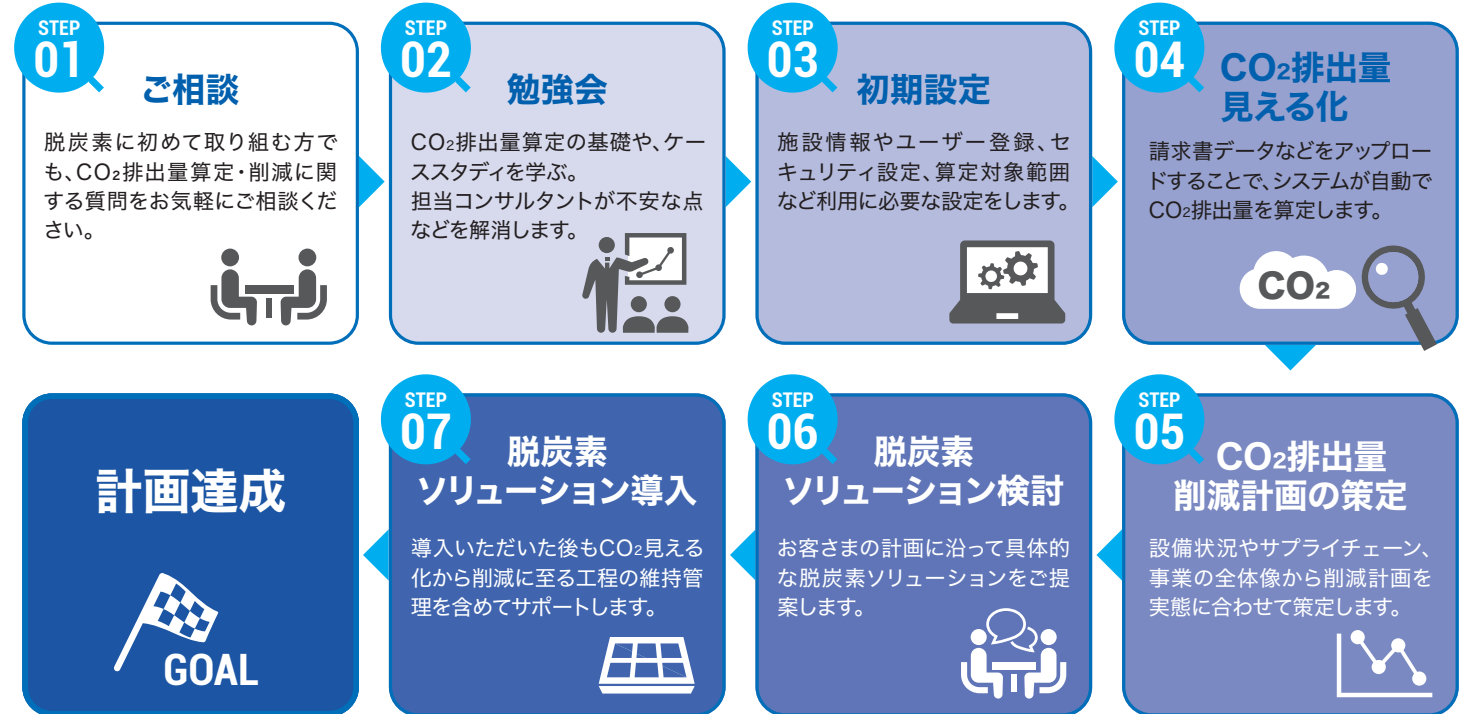 STEP
01
ご相談
脱炭素に初めて取り組む方で
も、CO₂排出量算定・削減に関
する質問をお気軽にご相談くだ
さい。
STEP
02
勉強会
CO₂排出量算定の基礎や、ケー
ススタディを学ぶ。
担当コンサルタントが不安な点
などを解消します。
STEP
03
初期設定
施設情報やユーザー登録、セ
キュリティ設定、算定対象範囲
など利用に必要な設定をします。
STEP
04
CO₂排出量
見える化
請求書データなどをアップロー
ドすることで、システムが自動で
CO₂排出量を算定します。
CO₂
STEP
05
CO₂排出量
削減計画の策定
設備状況やサプライチェーン、
事業の全体像から削減計画を
実態に合わせて策定します。
STEP
06
脱炭素
ソリューション検討
お客さまの計画に沿って具体的
な脱炭素ソリューションをご提
案します。
STEP
07
脱炭素
ソリューション導入
導入いただいた後もCO₂見える
化から削減に至る工程の維持管
理を含めてサポートします。
計画達成
GOAL